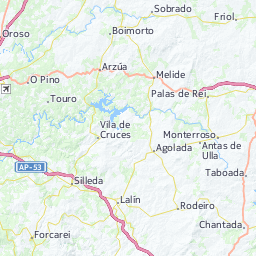 Sobrado
Friol,
Boimorto
Oroso
Arzúa
O Pino
Melide
Palas de Rei,
Touro
Vila de
Cruces
Monterroso
Antas de
Ulla
Agolada
AP-53
Taboada
Silleda
Lalín
Rodeiro
Chantada
Forcarei